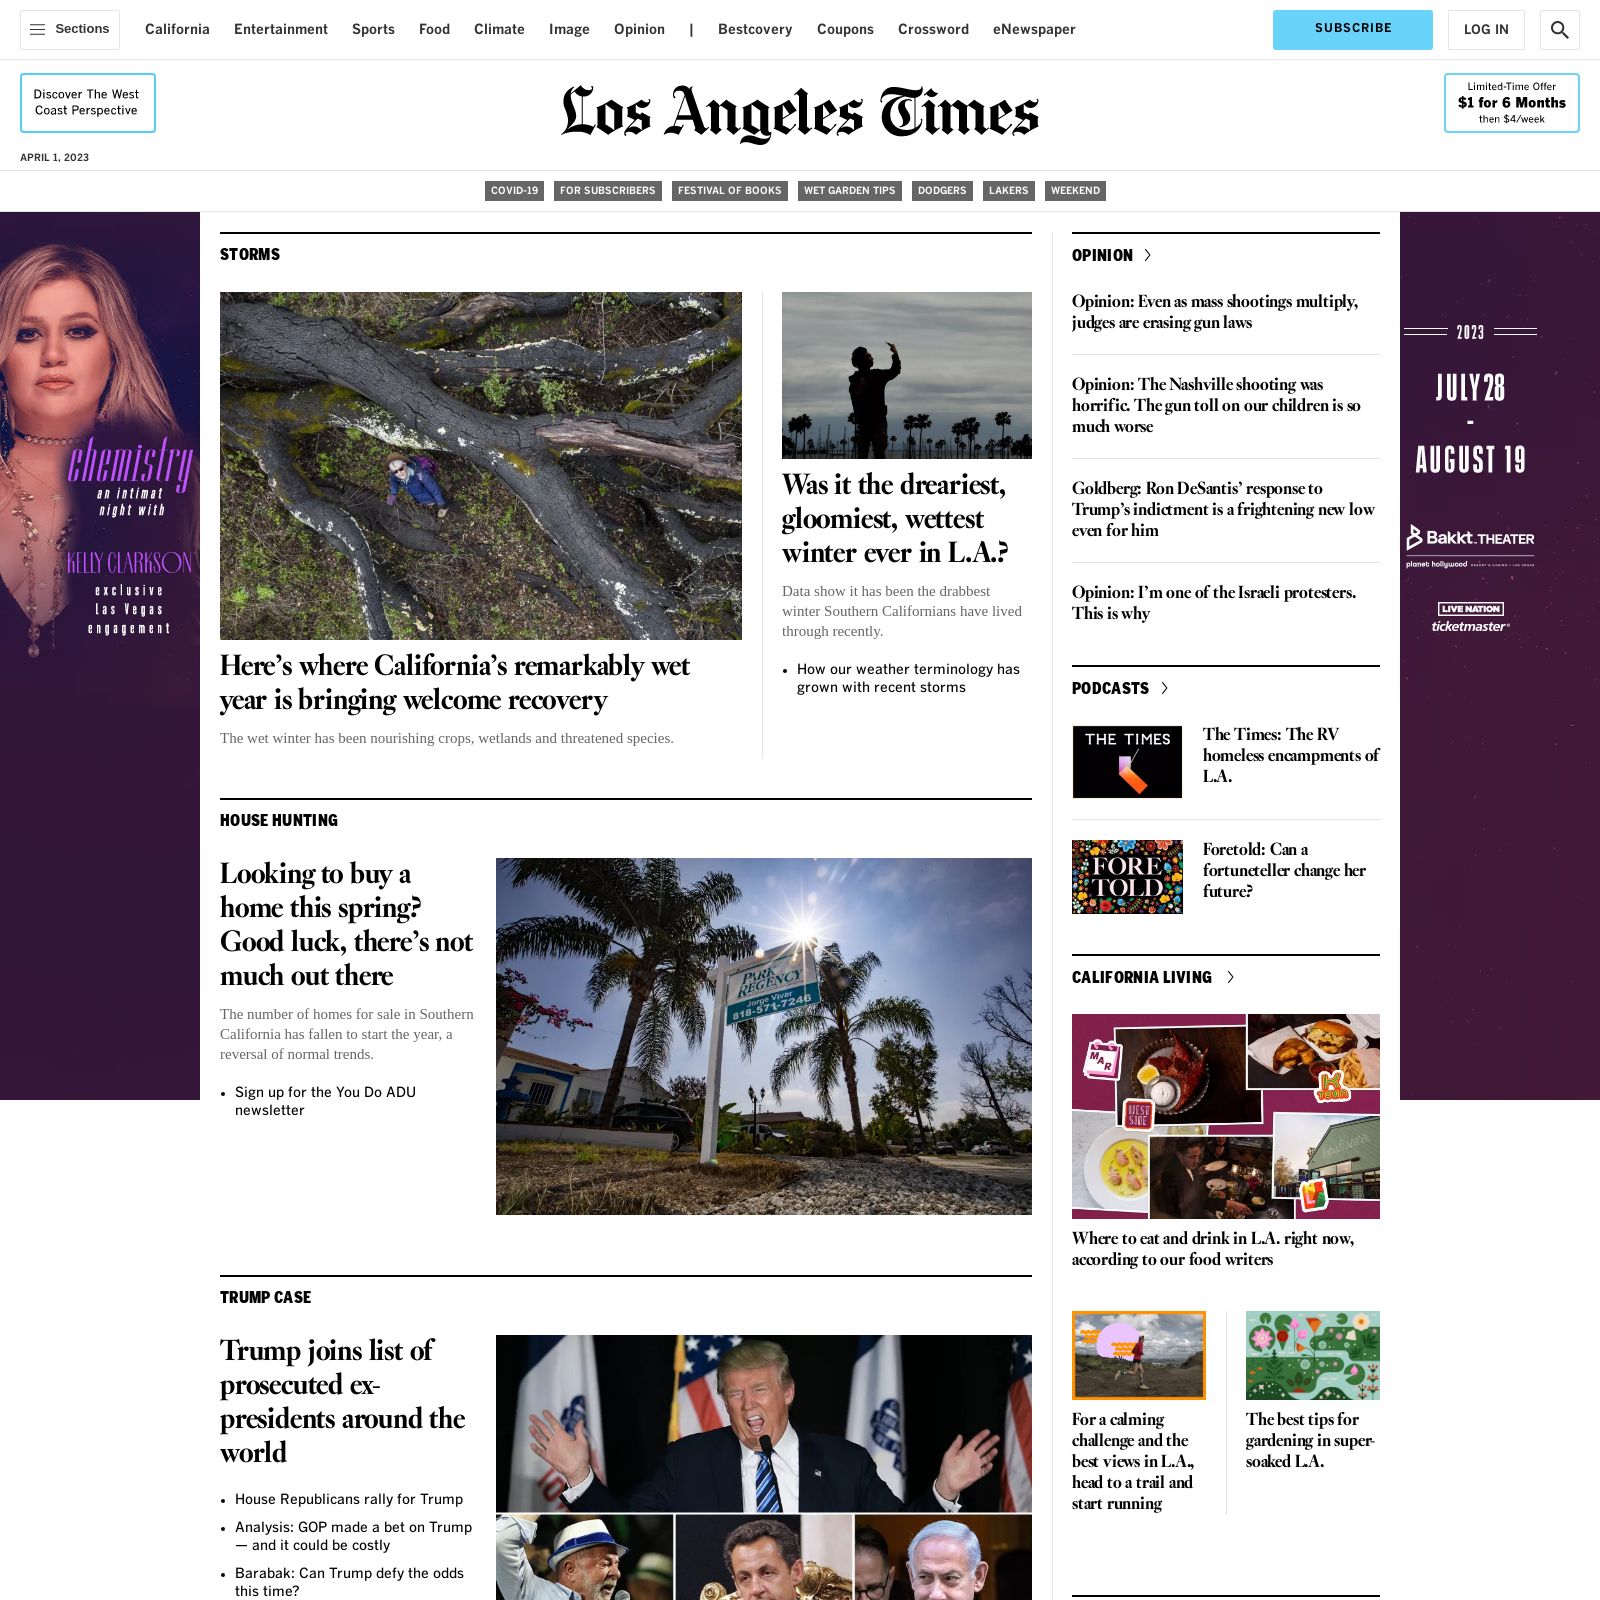 Sections
California
Entertainment
Sports
Food
Climate
Image
Opinion
|
Bestcovery
Coupons
Crossword
eNewspaper
SUBSCRIBE
LOG IN
Discover The West
Coast Perspective
Los Angeles Times
Limited-Time Offer
$1 for 6 Months
then $4/week
APRIL 1, 2023
COVID-19
FOR SUBSCRIBERS
FESTIVAL OF BOOKS
WET GARDEN TIPS
DODGERS
LAKERS
WEEKEND
chemistry
an intimat
night with
KELLY CLARKSON
exclusive
Las Vegas
engagement
STORMS
Here’s where California’s remarkably wet
year is bringing welcome recovery
The wet winter has been nourishing crops, wetlands and threatened species.
Was it the dreariest,
gloomiest, wettest
winter ever in L.A.?
Data show it has been the drabbest
winter Southern Californians have lived
through recently.
• How our weather terminology has
grown with recent storms
HOUSE HUNTING
Looking to buy a
home this spring?
Good luck, there’s not
much out there
The number of homes for sale in Southern
California has fallen to start the year, a
reversal of normal trends.
• Sign up for the You Do ADU
newsletter
PARK
REGENCY
Jorge Vivar
818-571-7246
TRUMP CASE
Trump joins list of
prosecuted ex-
presidents around the
world
• House Republicans rally for Trump
• Analysis: GOP made a bet on Trump
— and it could be costly
• Barabak: Can Trump defy the odds
this time?
OPINION
Opinion: Even as mass shootings multiply,
judges are erasing gun laws
Opinion: The Nashville shooting was
horrific. The gun toll on our children is so
much worse
Goldberg: Ron DeSantis’ response to
Trump’s indictment is a frightening new low
even for him
Opinion: I’m one of the Israeli protesters.
This is why
PODCASTS
THE TIMES
The Times: The RV
homeless encampments of
L.A.
FORE
TOLD
Foretold: Can a
fortuneteller change her
future?
CALIFORNIA LIVING
MAR
K
TOWN
WEST
SIDE
Where to eat and drink in L.A. right now,
according to our food writers
For a calming
challenge and the
best views in L.A.,
head to a trail and
start running
The best tips for
gardening in super-
soaked L.A.
2023
JULY 28
-
AUGUST 19
Bakkt THEATER
planet hollywood RESORT & CASINO • LAS VEGAS
LIVE NATION
ticketmaster®